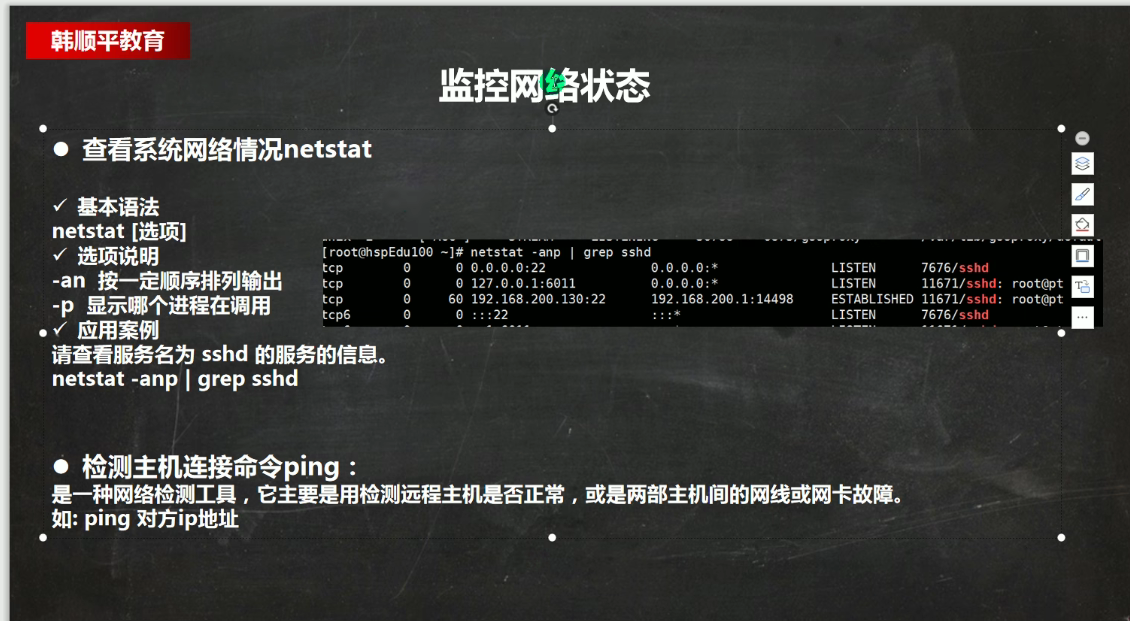 韩顺平教育
监控网络状态
● 查看系统网络情况netstat
✓ 基本语法
netstat [选项]
✓ 选项说明
-an 按一定顺序排列输出
-p 显示哪个进程在调用
✓ 应用案例
请查看服务名为 sshd 的服务的信息。
netstat -anp | grep sshd
[root@hspEdu100 ~]# netstat -anp | grep sshd
tcp 0 0 0.0.0.0:22 0.0.0.0:* LISTEN 7676/sshd
tcp 0 0 127.0.0.1:6011 0.0.0.0:* LISTEN 11671/sshd: root@pt
tcp 0 60 192.168.200.130:22 192.168.200.1:14498 ESTABLISHED 11671/sshd: root@pt
tcp6 0 0 :::22 :::* LISTEN 7676/sshd
● 检测主机连接命令ping：
是一种网络检测工具，它主要是用检测远程主机是否正常，或是两部主机间的网线或网卡故障。
如: ping 对方ip地址